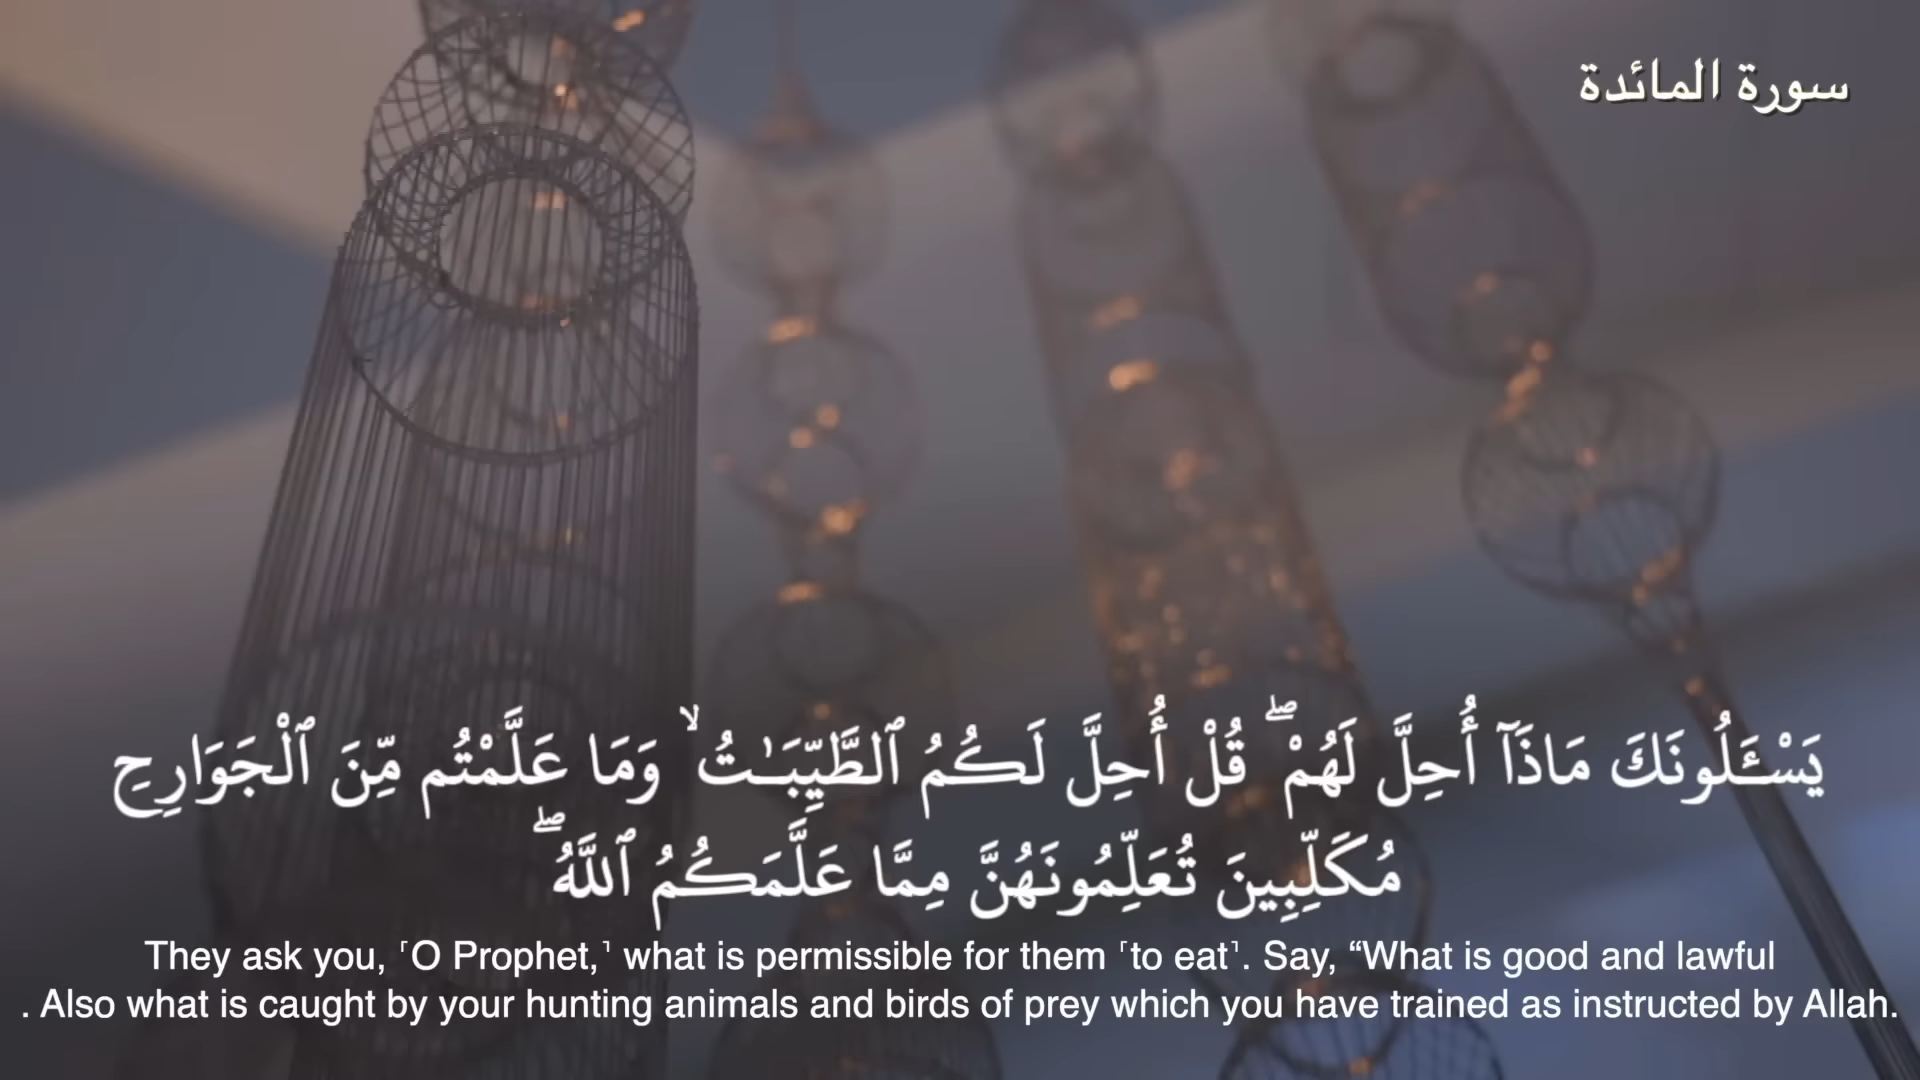 سورة المائدة
يَسْـَٔلُونَكَ مَاذَآ أُحِلَّ لَهُمْ ۖ قُلْ أُحِلَّ لَكُمُ ٱلطَّيِّبَـٰتُ ۙ وَمَا عَلَّمْتُم مِّنَ ٱلْجَوَارِحِ
مُكَلِّبِينَ تُعَلِّمُونَهُنَّ مِمَّا عَلَّمَكُمُ ٱللَّهُ ۖ
They ask you, ˹O Prophet,˺ what is permissible for them ˹to eat˺. Say, “What is good and lawful
. Also what is caught by your hunting animals and birds of prey which you have trained as instructed by Allah.